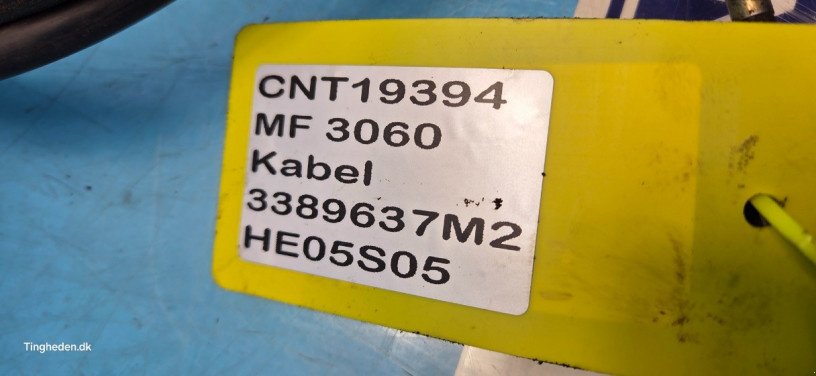 CNT19394
MF 3060
Kabel
3389637M2
HE05S05
Tingheden.dk